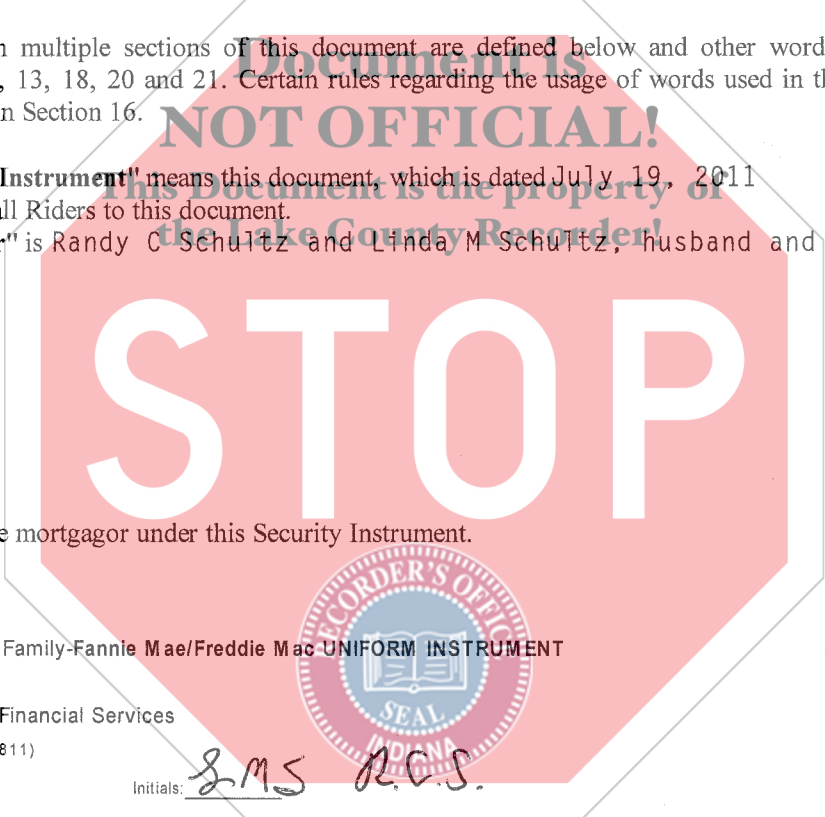 n multiple sections of this document are defined below and other word
, 13, 18, 20 and 21. Certain rules regarding the usage of words used in th
n Section 16.
Document is
NOT OFFICIAL!
This Document is the property of
the Lake County Recorder!
Instrument" means this document, which is dated July 19, 2011
ll Riders to this document.
r" is Randy C Schultz and Linda M Schultz, husband and
STOP
e mortgagor under this Security Instrument.
RECORDER'S OFFICE
SEAL
INDIANA
Family-Fannie Mae/Freddie Mac UNIFORM INSTRUMENT
Financial Services
811)
Initials: LMS R.C.S.